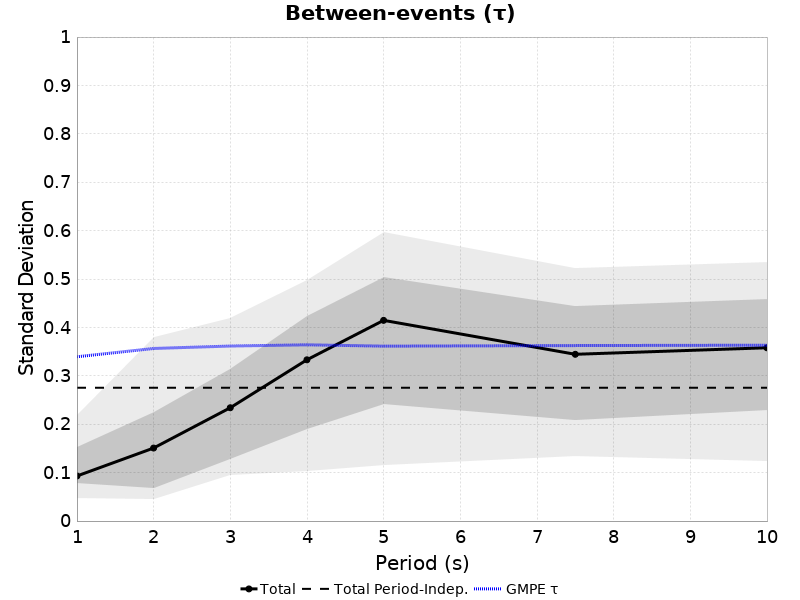 Between-events (τ)
1
0.9
0.8
0.7
0.6
0.5
0.4
0.3
0.2
0.1
0
Standard Deviation
1 2 3 4 5 6 7 8 9 10
Period (s)
Total Total Period-Indep. GMPE τ